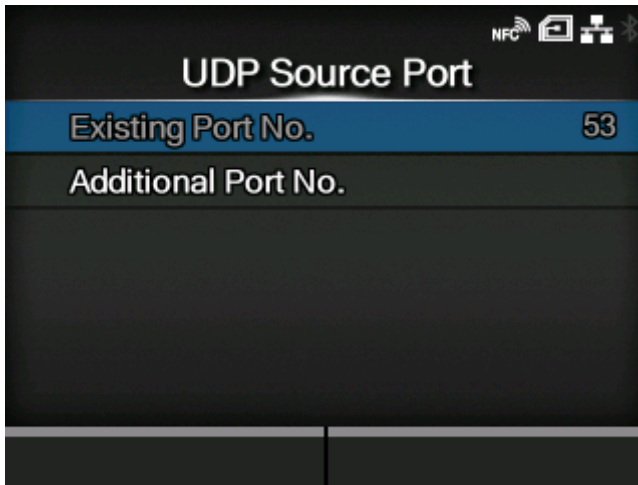 NFC
UDP Source Port
Existing Port No. 53
Additional Port No.